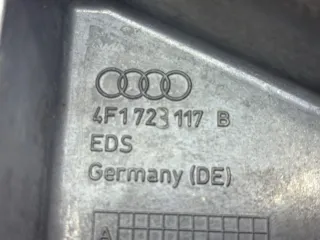 4F1 723 117 B
EDS
Germany (DE)
A